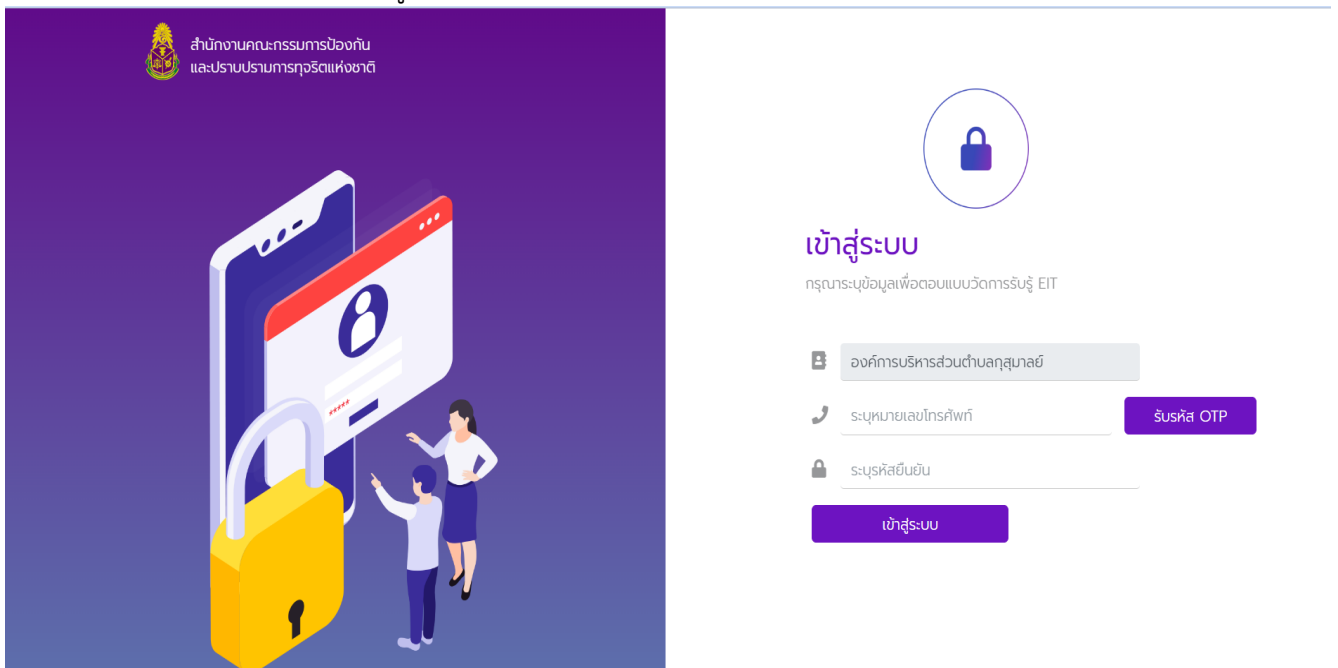 สำนักงานคณะกรรมการป้องกัน
และปราบปรามการทุจริตแห่งชาติ
เข้าสู่ระบบ
กรุณาระบุข้อมูลเพื่อตอบแบบวัดการรับรู้ EIT
องค์การบริหารส่วนตำบลกุสุมาลย์
ระบุหมายเลขโทรศัพท์
รับรหัส OTP
ระบุรหัสยืนยัน
เข้าสู่ระบบ